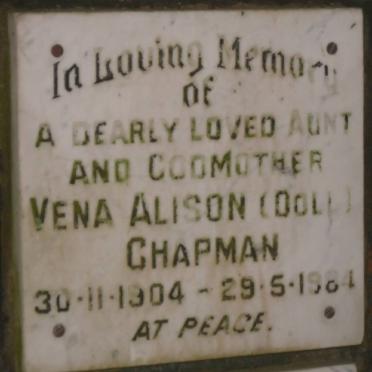 In Loving Memory
of
A DEARLY LOVED AUNT
AND GODMOTHER
VENA ALISON (DOLL)
CHAPMAN
30·11·1904 - 29·5·1984
AT PEACE.